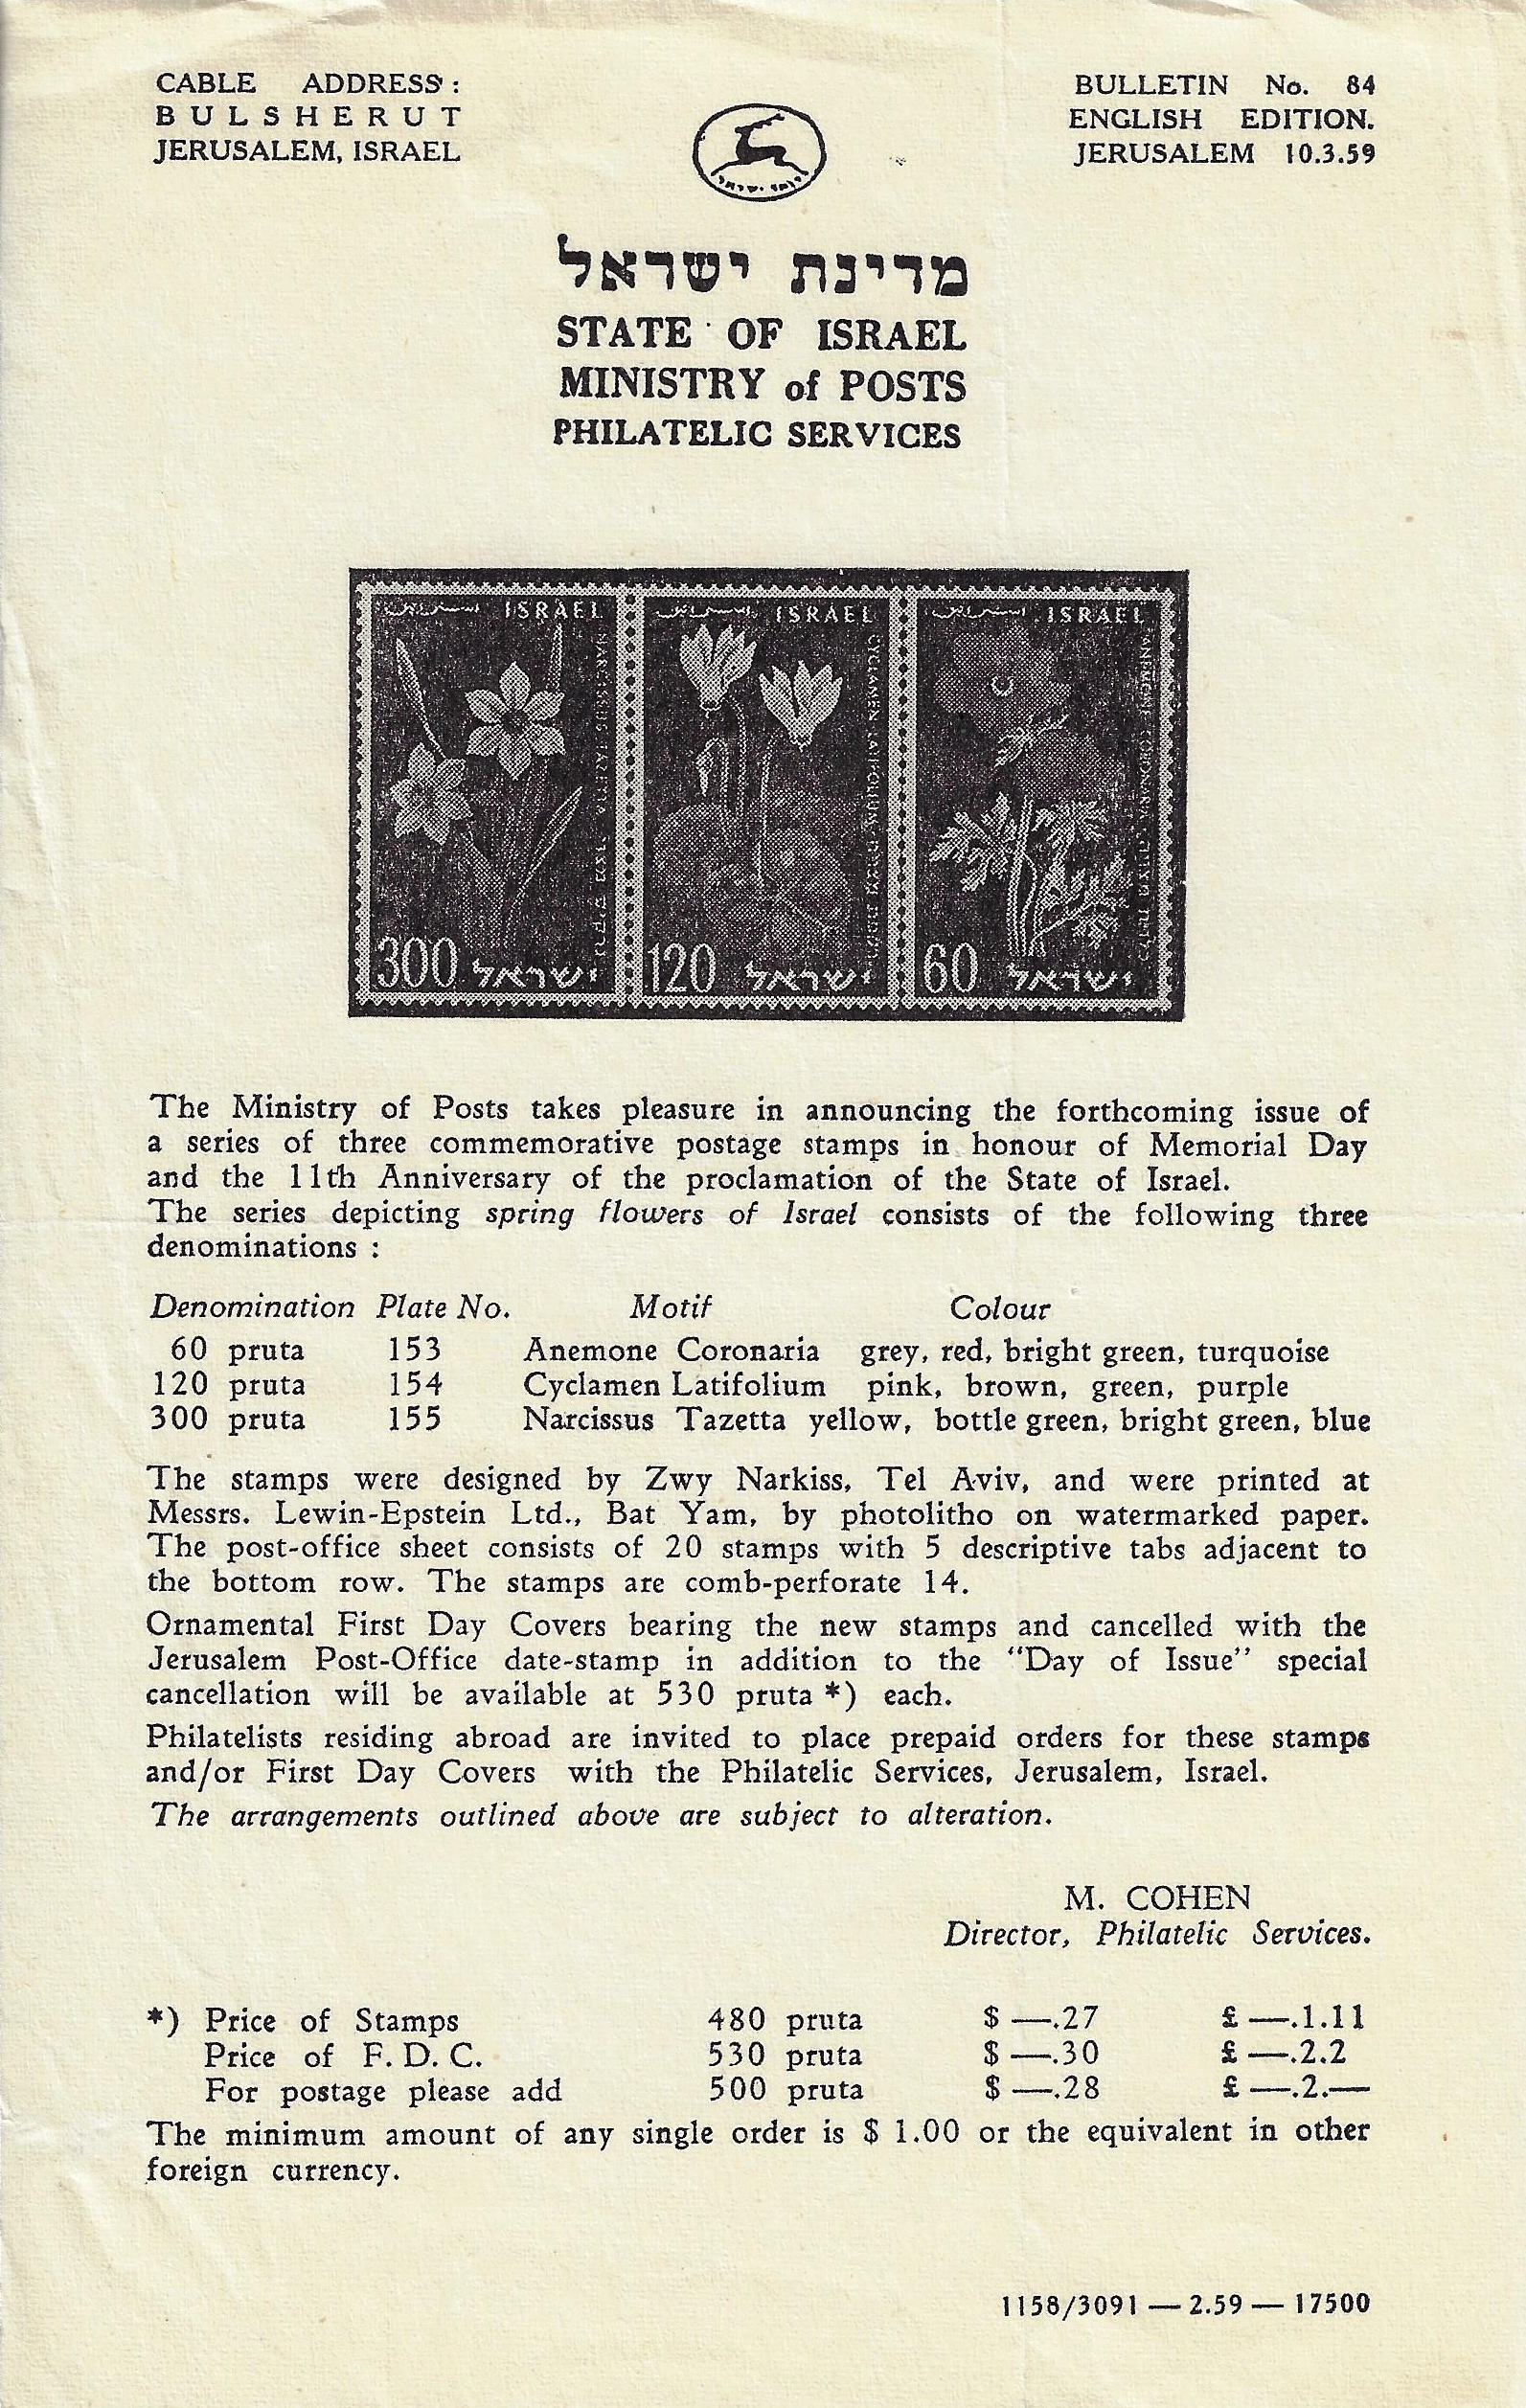 CABLE ADDRESS:
BULSHERUT
JERUSALEM, ISRAEL
BULLETIN No. 84
ENGLISH EDITION.
JERUSALEM 10.3.59
מדינת ישראל
STATE OF ISRAEL
MINISTRY of POSTS
PHILATELIC SERVICES
ISRAEL
NARCISSUS TAZETTA
300 ישראל
ISRAEL
CYCLAMEN LATIFOLIUM
120 ישראל
ISRAEL
ANEMONE CORONARIA
60 ישראל
The Ministry of Posts takes pleasure in announcing the forthcoming issue of
a series of three commemorative postage stamps in honour of Memorial Day
and the 11th Anniversary of the proclamation of the State of Israel.
The series depicting spring flowers of Israel consists of the following three
denominations :
Denomination Plate No. Motif Colour
60 pruta 153 Anemone Coronaria grey, red, bright green, turquoise
120 pruta 154 Cyclamen Latifolium pink, brown, green, purple
300 pruta 155 Narcissus Tazetta yellow, bottle green, bright green, blue
The stamps were designed by Zwy Narkiss, Tel Aviv, and were printed at
Messrs. Lewin-Epstein Ltd., Bat Yam, by photolitho on watermarked paper.
The post-office sheet consists of 20 stamps with 5 descriptive tabs adjacent to
the bottom row. The stamps are comb-perforate 14.
Ornamental First Day Covers bearing the new stamps and cancelled with the
Jerusalem Post-Office date-stamp in addition to the “Day of Issue” special
cancellation will be available at 530 pruta *) each.
Philatelists residing abroad are invited to place prepaid orders for these stamps
and/or First Day Covers with the Philatelic Services, Jerusalem, Israel.
The arrangements outlined above are subject to alteration.
M. COHEN
Director, Philatelic Services.
*) Price of Stamps 480 pruta $ —.27 £ —.1.11
Price of F. D. C. 530 pruta $ —.30 £ —.2.2
For postage please add 500 pruta $ —.28 £ —.2.—
The minimum amount of any single order is $ 1.00 or the equivalent in other
foreign currency.
1158/3091 — 2.59 — 17500